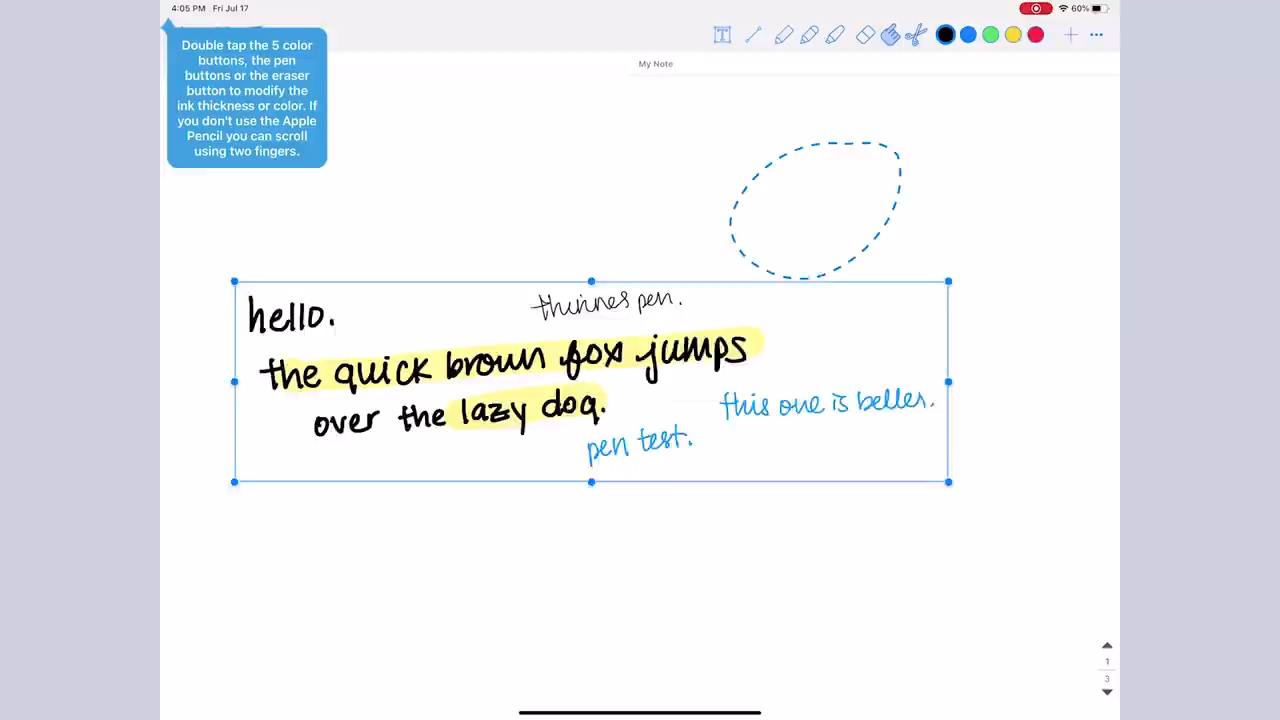 4:05 PM Fri Jul 17
60%
Double tap the 5 color
buttons, the pen
buttons or the eraser
button to modify the
ink thickness or color. If
you don't use the Apple
Pencil you can scroll
using two fingers.
T
My Note
hello.
thinnes pen.
the quick brown fox jumps
over the lazy dog.
this one is beller.
pen test.
1
3